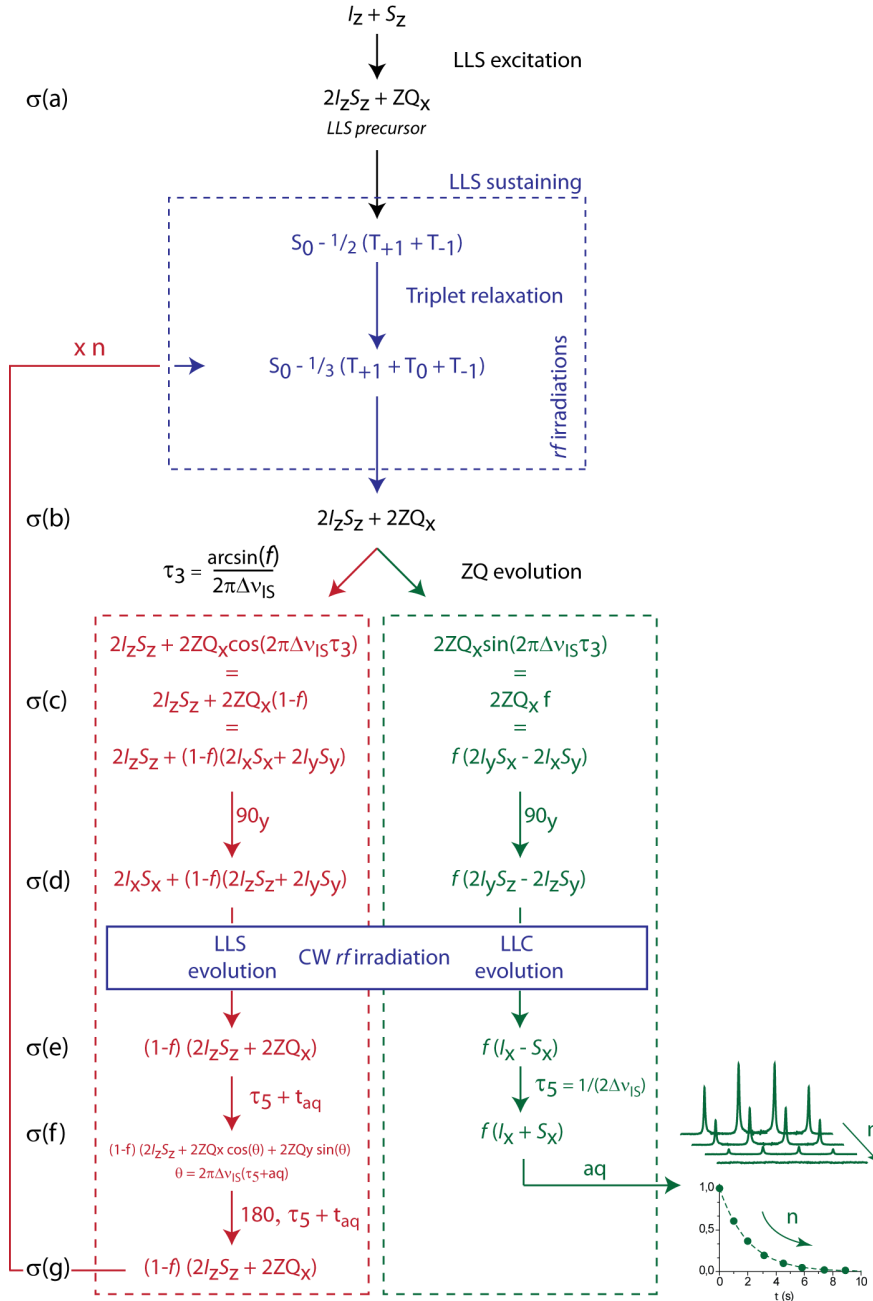 I_z + S_z
LLS excitation
σ(a)
2I_zS_z + ZQ_x
LLS precursor
LLS sustaining
S_0 - 1/2 (T_+1 + T_-1)
Triplet relaxation
x n
S_0 - 1/3 (T_+1 + T_0 + T_-1)
rf irradiations
σ(b)
2I_zS_z + 2ZQ_x
τ_3 = arcsin(f) / 2πΔν_IS
ZQ evolution
2I_zS_z + 2ZQ_xcos(2πΔν_ISτ_3)
=
σ(c)
2I_zS_z + 2ZQ_x(1-f)
=
2I_zS_z + (1-f)(2I_xS_x + 2I_yS_y)
2ZQ_xsin(2πΔν_ISτ_3)
=
2ZQ_x f
=
f (2I_yS_x - 2I_xS_y)
90_y
90_y
σ(d)
2I_xS_x + (1-f)(2I_zS_z + 2I_yS_y)
f(2I_yS_z - 2I_zS_y)
LLS
evolution
CW rf irradiation
LLC
evolution
σ(e)
(1-f) (2I_zS_z + 2ZQ_x)
f (I_x - S_x)
τ_5 + t_aq
τ_5 = 1/(2Δν_IS)
σ(f)
(1-f) (2I_zS_z + 2ZQx cos(θ) + 2ZQy sin(θ)
θ = 2πΔν_IS(τ_5+aq)
f (I_x + S_x)
aq
n
180, τ_5 + t_aq
σ(g)
(1-f) (2I_zS_z + 2ZQ_x)
1,0
0,5
0
n
0 2 4 6 8 10
t (s)